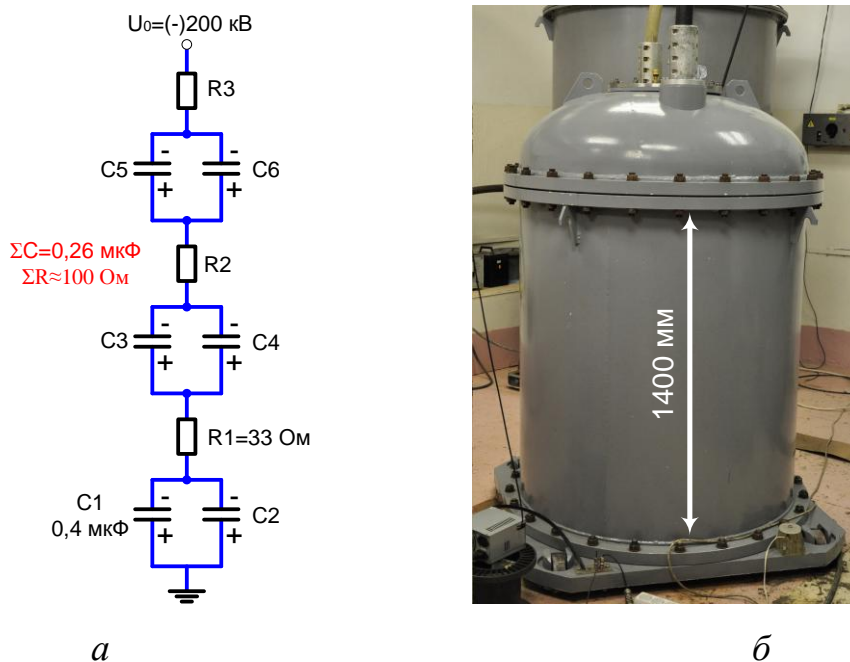 U₀=(-)200 кВ
R3
- -
C5 C6
+ +
ΣC=0,26 мкФ
R2
ΣR≈100 Ом
- -
C3 C4
+ +
R1=33 Ом
- -
C1 C2
0,4 мкФ
+ +
1400 мм
а б